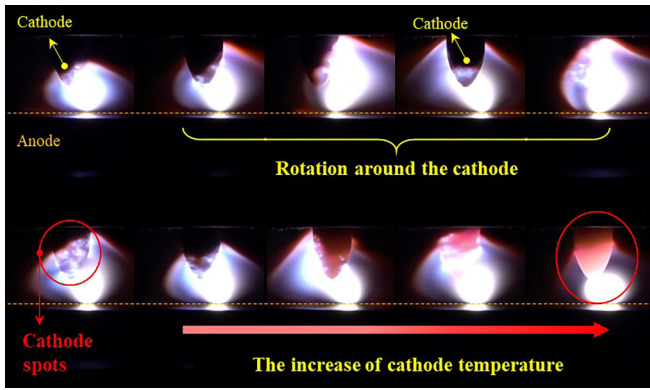 Cathode
Cathode
Anode
Rotation around the cathode
Cathode
spots
The increase of cathode temperature